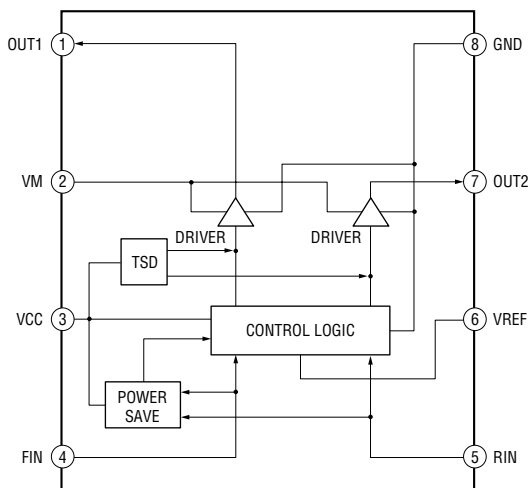 OUT1 1
8 GND
VM 2
7 OUT2
DRIVER
DRIVER
TSD
VCC 3
CONTROL LOGIC
6 VREF
POWER
SAVE
FIN 4
5 RIN